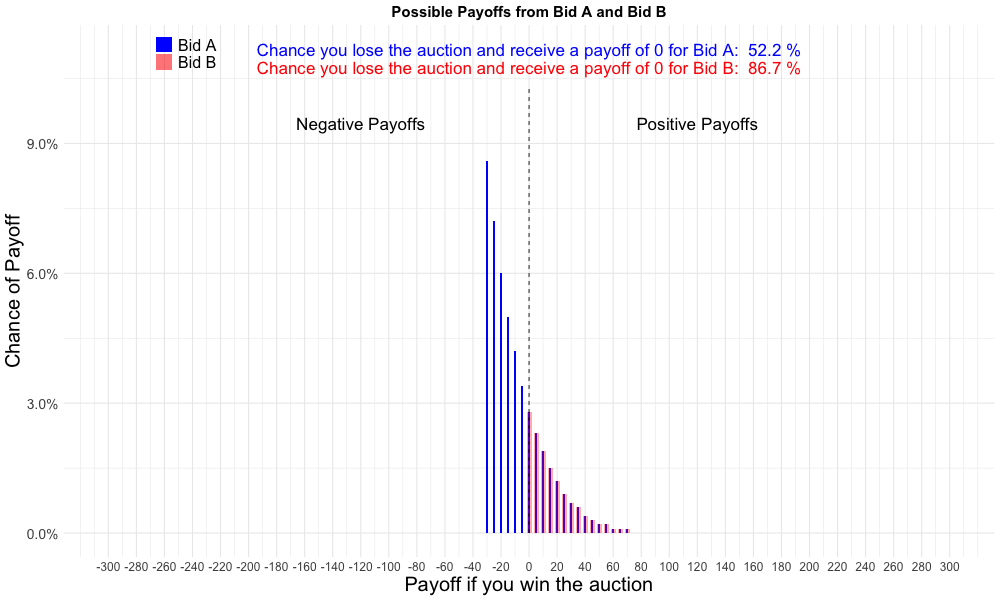 Possible Payoffs from Bid A and Bid B
Bid A
Bid B
Chance you lose the auction and receive a payoff of 0 for Bid A:  52.2 %
Chance you lose the auction and receive a payoff of 0 for Bid B:  86.7 %
Negative Payoffs
Positive Payoffs
Chance of Payoff
9.0%
6.0%
3.0%
0.0%
-300 -280 -260 -240 -220 -200 -180 -160 -140 -120 -100 -80 -60 -40 -20 0 20 40 60 80 100 120 140 160 180 200 220 240 260 280 300
Payoff if you win the auction